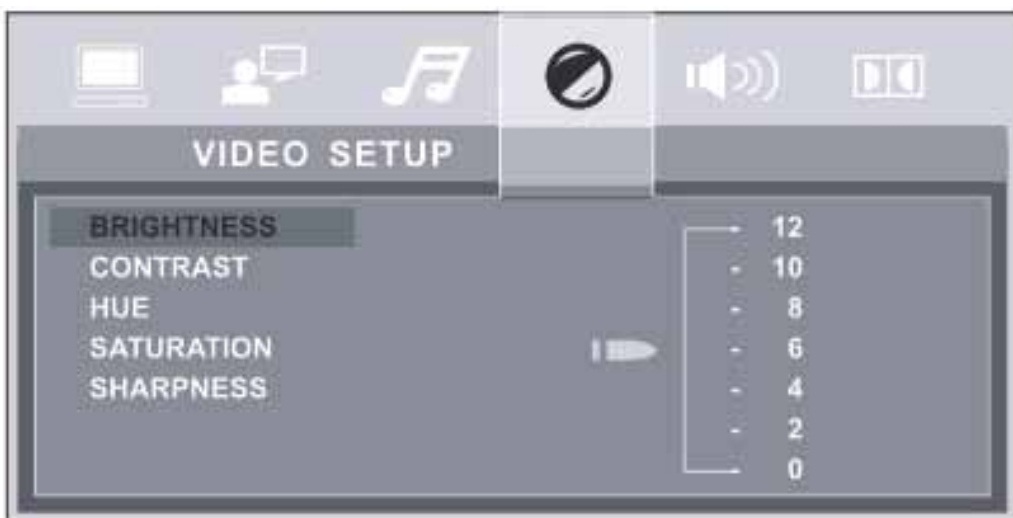 VIDEO SETUP
BRIGHTNESS
CONTRAST
HUE
SATURATION
SHARPNESS
12
10
8
6
4
2
0